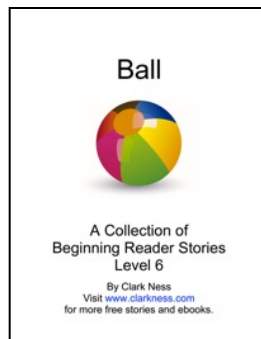 Ball
A Collection of
Beginning Reader Stories
Level 6
By Clark Ness
Visit www.clarkness.com
for more free stories and ebooks.